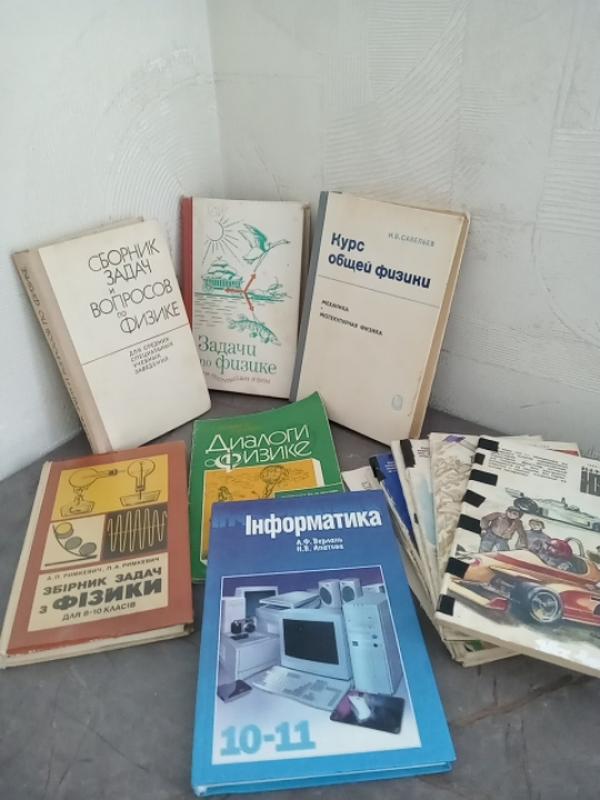 СБОРНИК
ЗАДАЧ
и
ВОПРОСОВ
по
ФИЗИКЕ
ДЛЯ СРЕДНИХ
СПЕЦИАЛЬНЫХ
УЧЕБНЫХ
ЗАВЕДЕНИЙ
Задачи
по физике
И.В.САВЕЛЬЕВ
Курс
общей физики
МЕХАНИКА
МОЛЕКУЛЯРНАЯ ФИЗИКА
Диалоги
о Физике
А.П.РИМКЕВИЧ, П.А.РИМКЕВИЧ
ЗБІРНИК ЗАДАЧ
З ФІЗИКИ
ДЛЯ 8-10 КЛАСІВ
Інформатика
А.Ф.Верлань
Н.В.Апатова
10-11